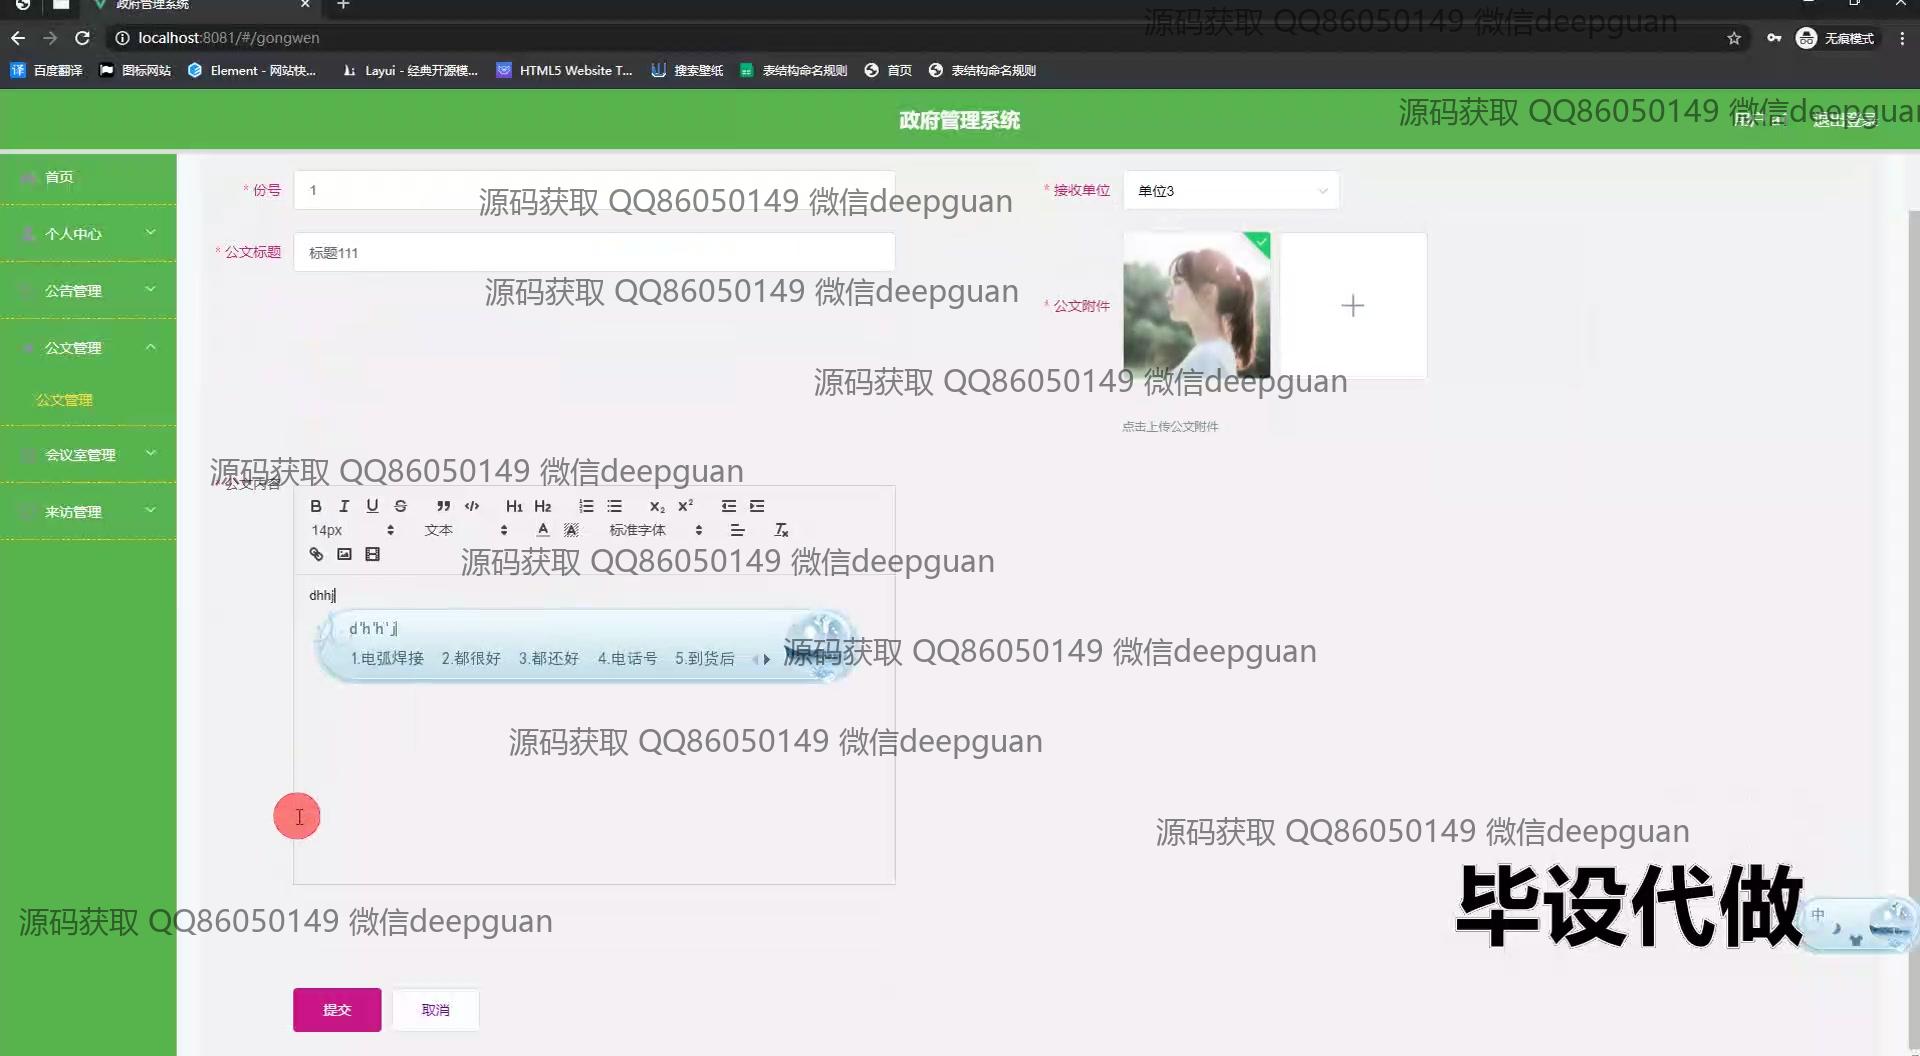 政府管理系统
源码获取 QQ86050149 微信deepguan
localhost:8081/#/gongwen
无痕模式
百度翻译
图标网站
Element - 网站快...
Layui - 经典开源模...
HTML5 Website T...
搜索壁纸
表结构命名规则
首页
表结构命名规则
源码获取 QQ86050149 微信deepguan
政府管理系统
退出登录
首页
个人中心
公告管理
公文管理
公文管理
会议室管理
来访管理
* 份号
1
* 接收单位
单位3
源码获取 QQ86050149 微信deepguan
* 公文标题
标题111
源码获取 QQ86050149 微信deepguan
* 公文附件
源码获取 QQ86050149 微信deepguan
点击上传公文附件
源码获取 QQ86050149 微信deepguan
* 公文内容
B I U S H1 H2 X2 X2
14px 文本 A A 标准字体 Tx
源码获取 QQ86050149 微信deepguan
dhhj
d'h'h'j
1.电弧焊接 2.都很好 3.都还好 4.电话号 5.到货后
源码获取 QQ86050149 微信deepguan
源码获取 QQ86050149 微信deepguan
源码获取 QQ86050149 微信deepguan
毕设代做
中
源码获取 QQ86050149 微信deepguan
提交
取消